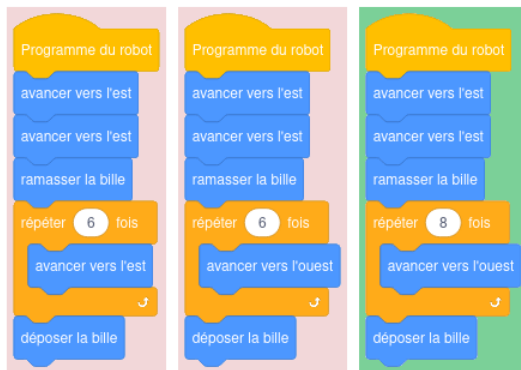 Programme du robot
avancer vers l'est
avancer vers l'est
ramasser la bille
répéter 6 fois
avancer vers l'est
déposer la bille
Programme du robot
avancer vers l'est
avancer vers l'est
ramasser la bille
répéter 6 fois
avancer vers l'ouest
déposer la bille
Programme du robot
avancer vers l'est
avancer vers l'est
ramasser la bille
répéter 8 fois
avancer vers l'ouest
déposer la bille